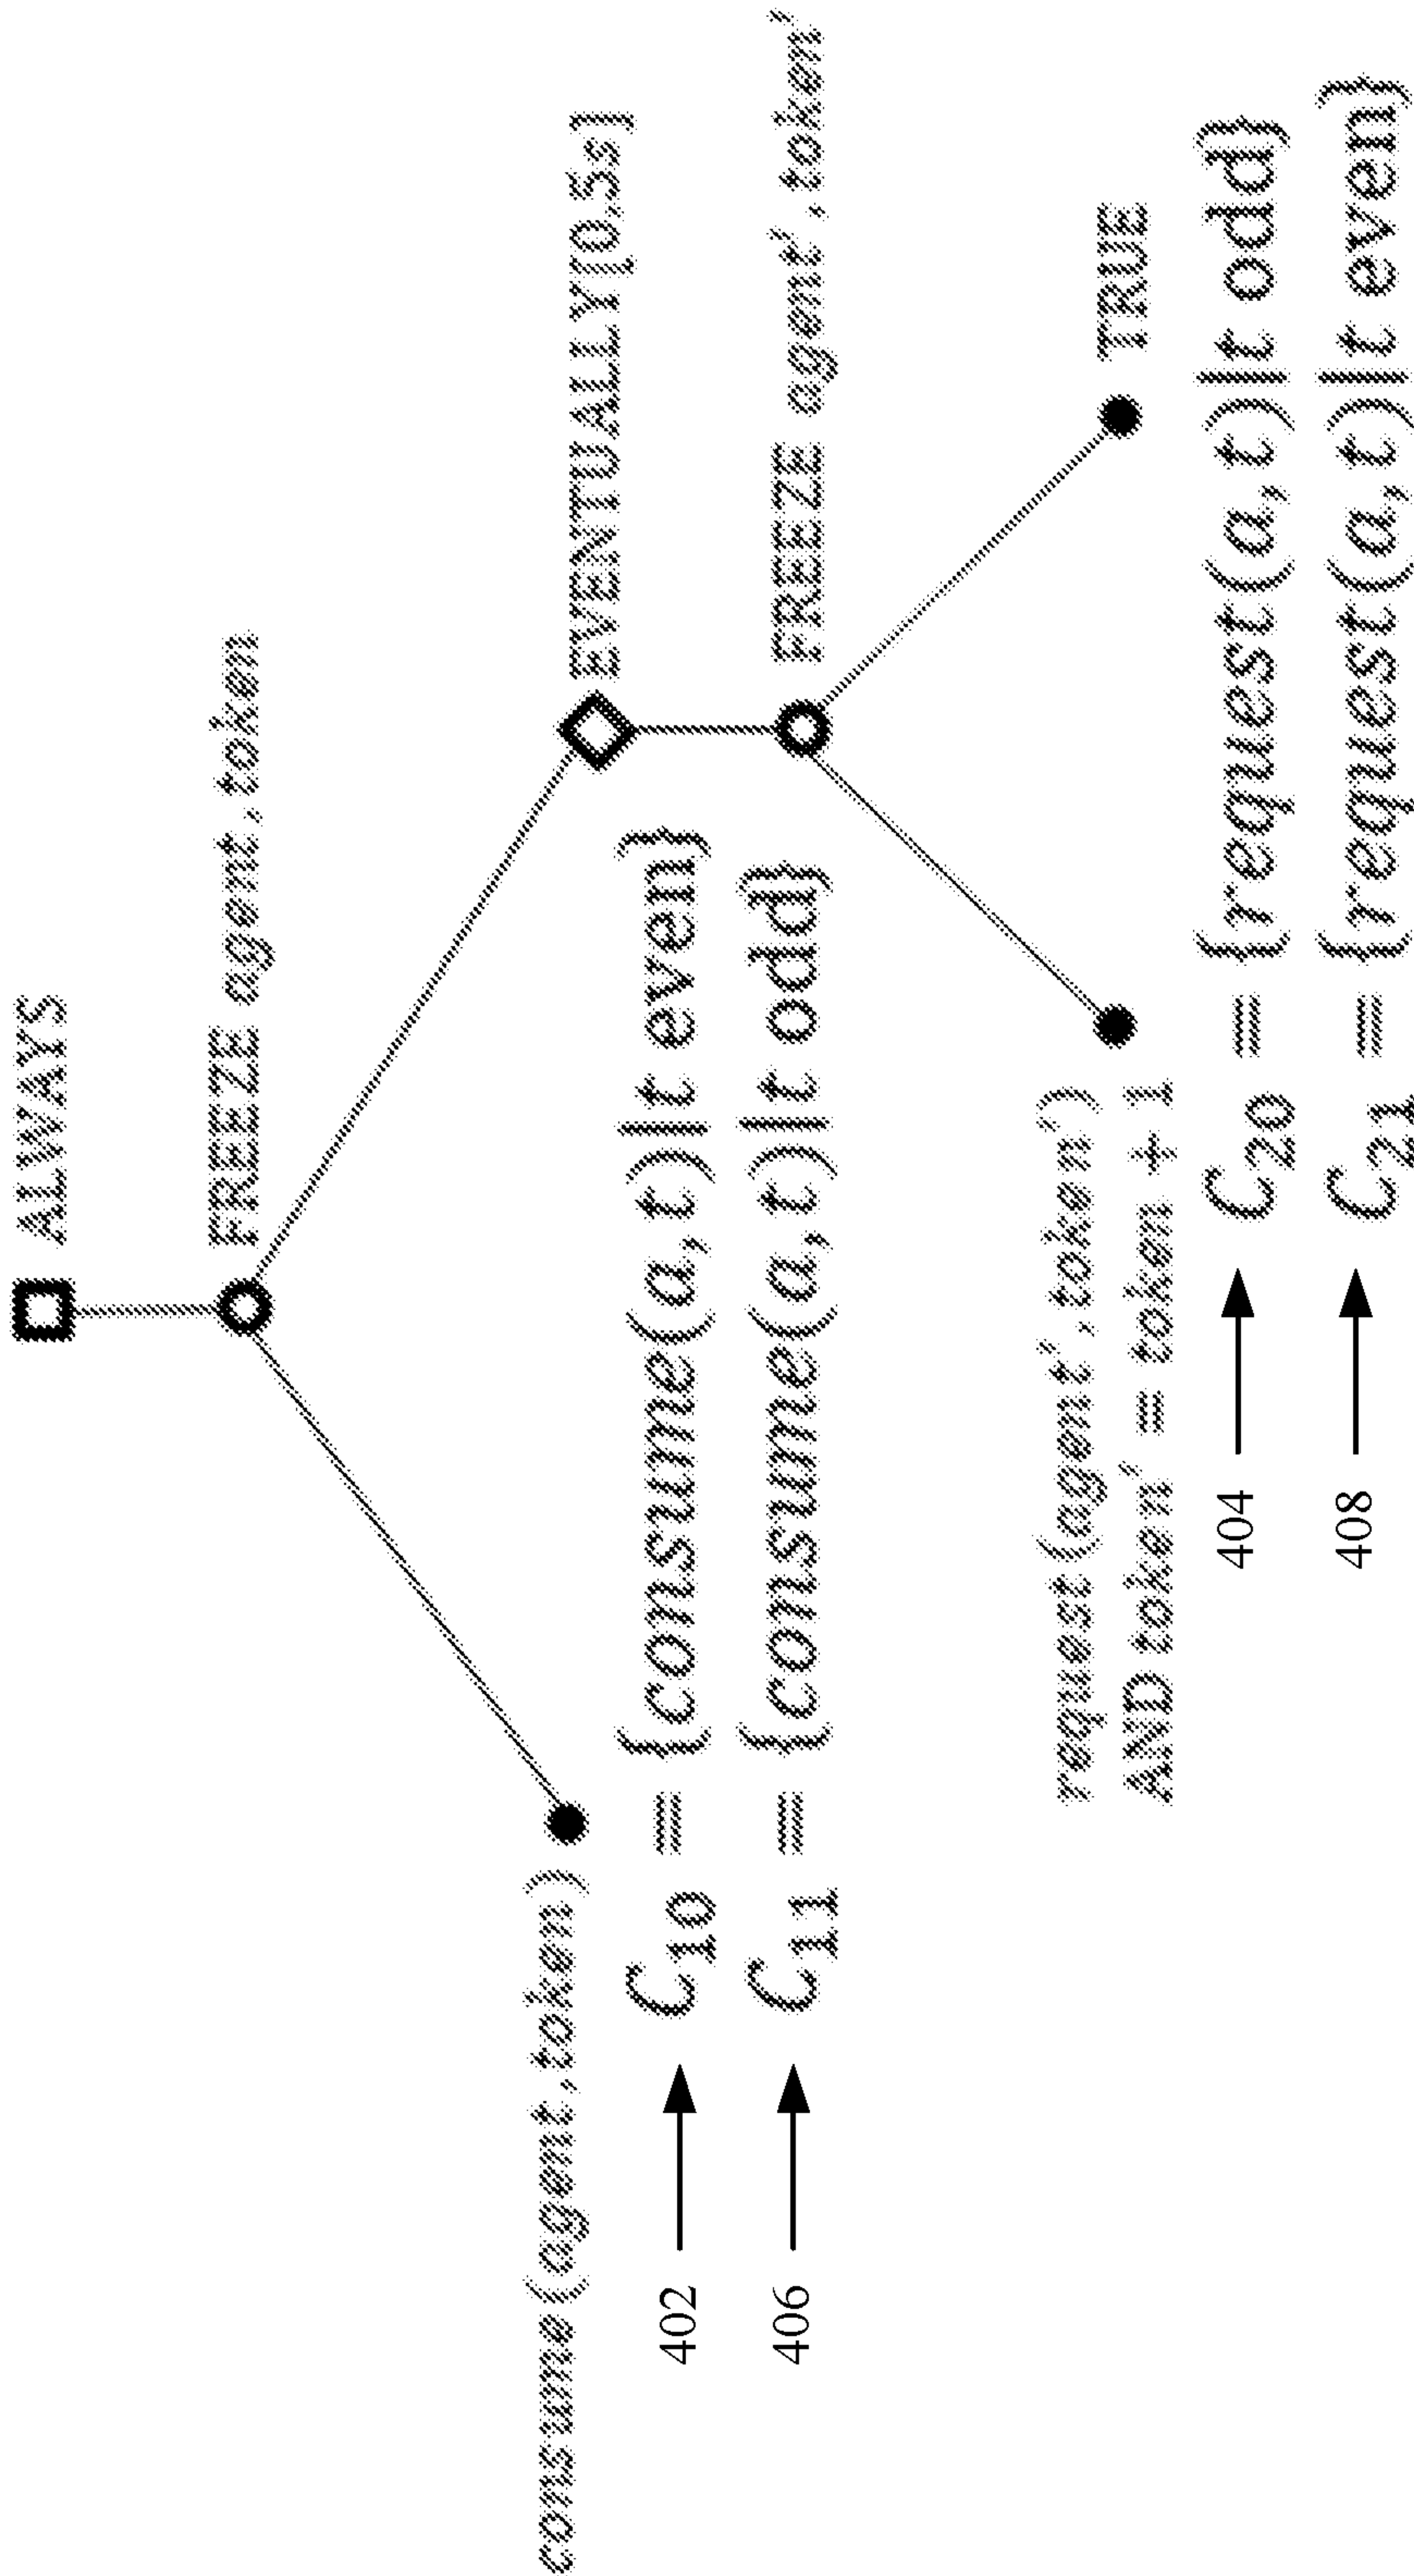 ALWAYS
FREEZE agent,token
consume(agent,token)
EVENTUALLY[0,5s]
402 C₁₀ = {consume(a,t)|t even}
406 C₁₁ = {consume(a,t)|t odd}
FREEZE agent',token'
request(agent',token')
AND token' = token + 1
TRUE
404 C₂₀ = {request(a,t)|t odd}
408 C₂₁ = {request(a,t)|t even}